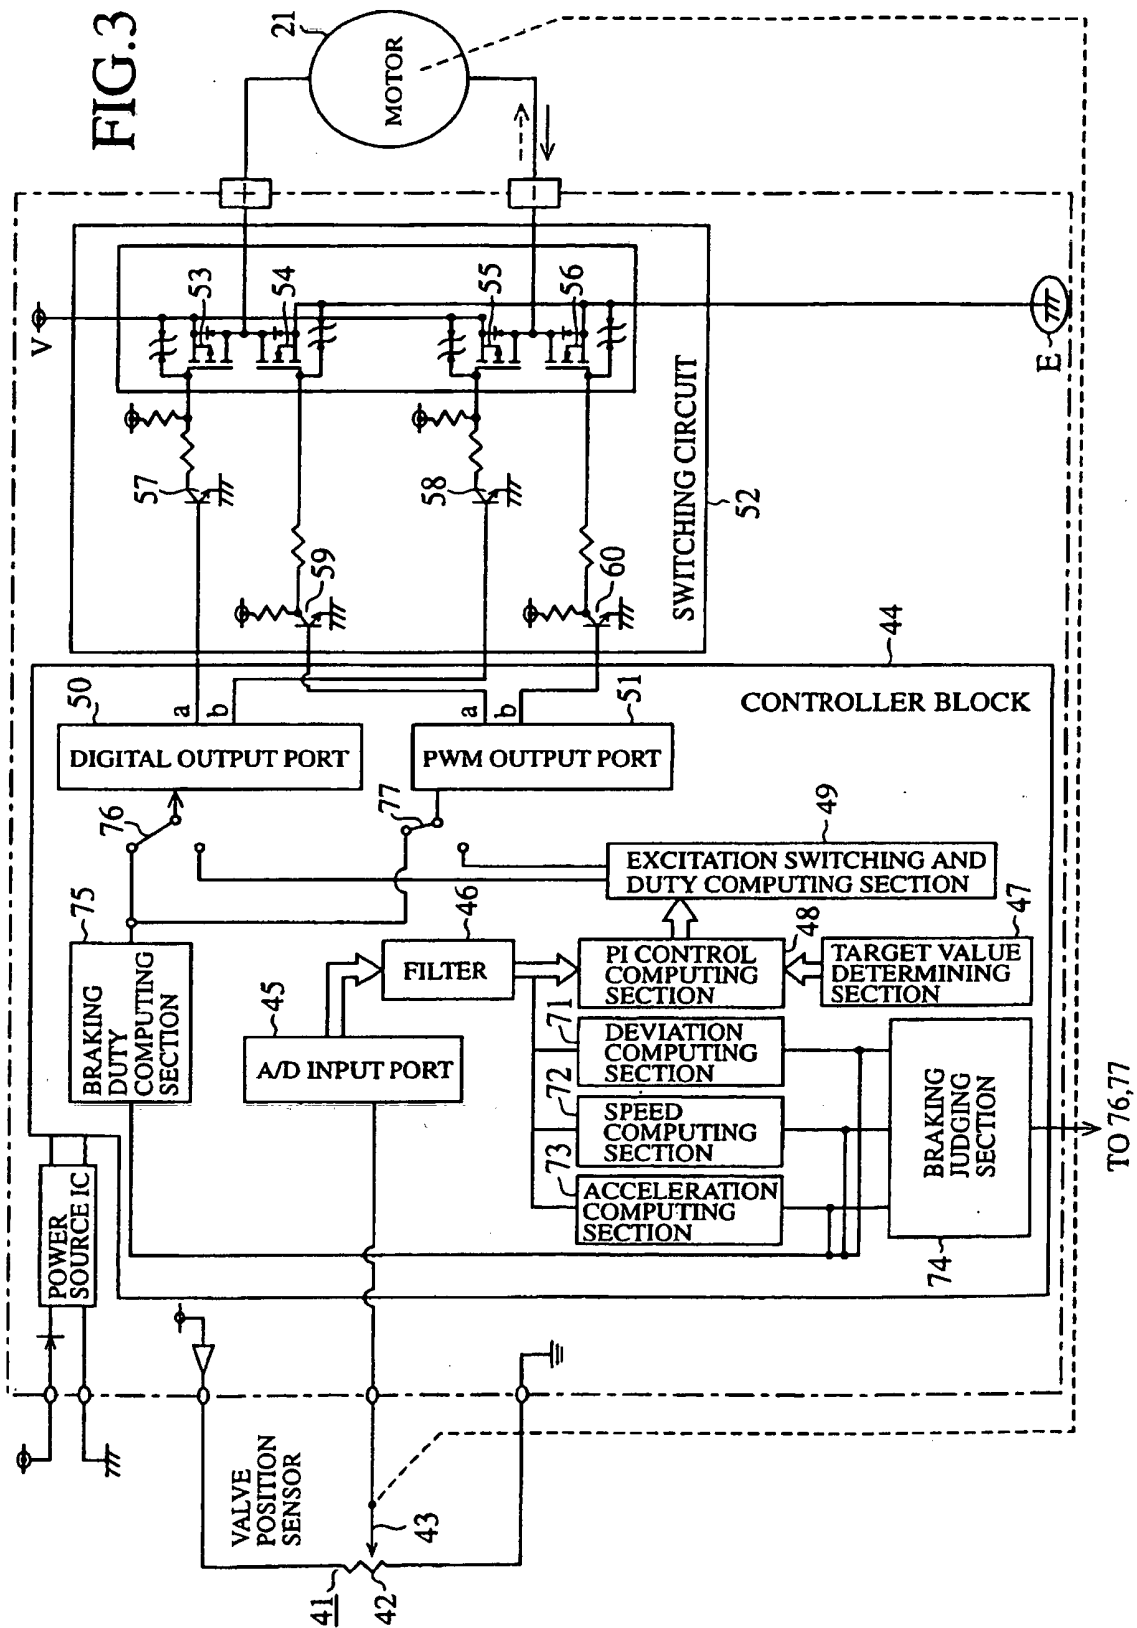 FIG.3
21
MOTOR
+
−
V
53
54
55
56
57
58
59
60
E
SWITCHING CIRCUIT
52
44
CONTROLLER BLOCK
50
a
b
DIGITAL OUTPUT PORT
51
a
b
PWM OUTPUT PORT
76
77
49
EXCITATION SWITCHING AND
DUTY COMPUTING SECTION
75
BRAKING
DUTY
COMPUTING
SECTION
46
FILTER
48
PI CONTROL
COMPUTING
SECTION
47
TARGET VALUE
DETERMINING
SECTION
45
A/D INPUT PORT
71
DEVIATION
COMPUTING
SECTION
72
SPEED
COMPUTING
SECTION
73
ACCELERATION
COMPUTING
SECTION
BRAKING
JUDGING
SECTION
74
TO 76,77
POWER
SOURCE IC
VALVE
POSITION
SENSOR
43
41
42